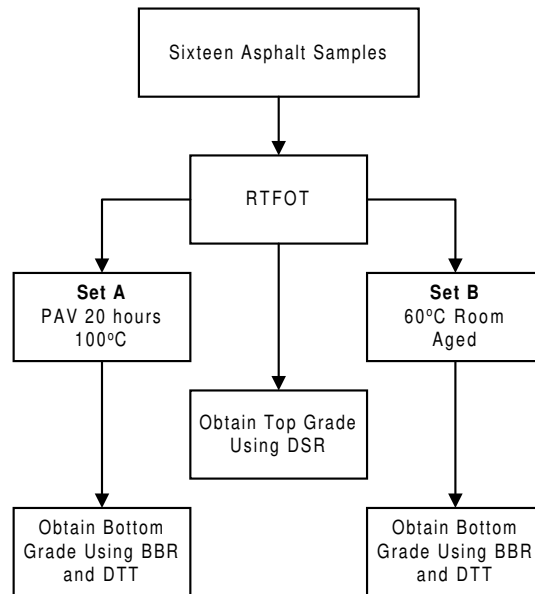 Sixteen Asphalt Samples
RTFOT
Set A
PAV 20 hours
100ºC
Set B
60ºC Room
Aged
Obtain Top Grade
Using DSR
Obtain Bottom
Grade Using BBR
and DTT
Obtain Bottom
Grade Using BBR
and DTT